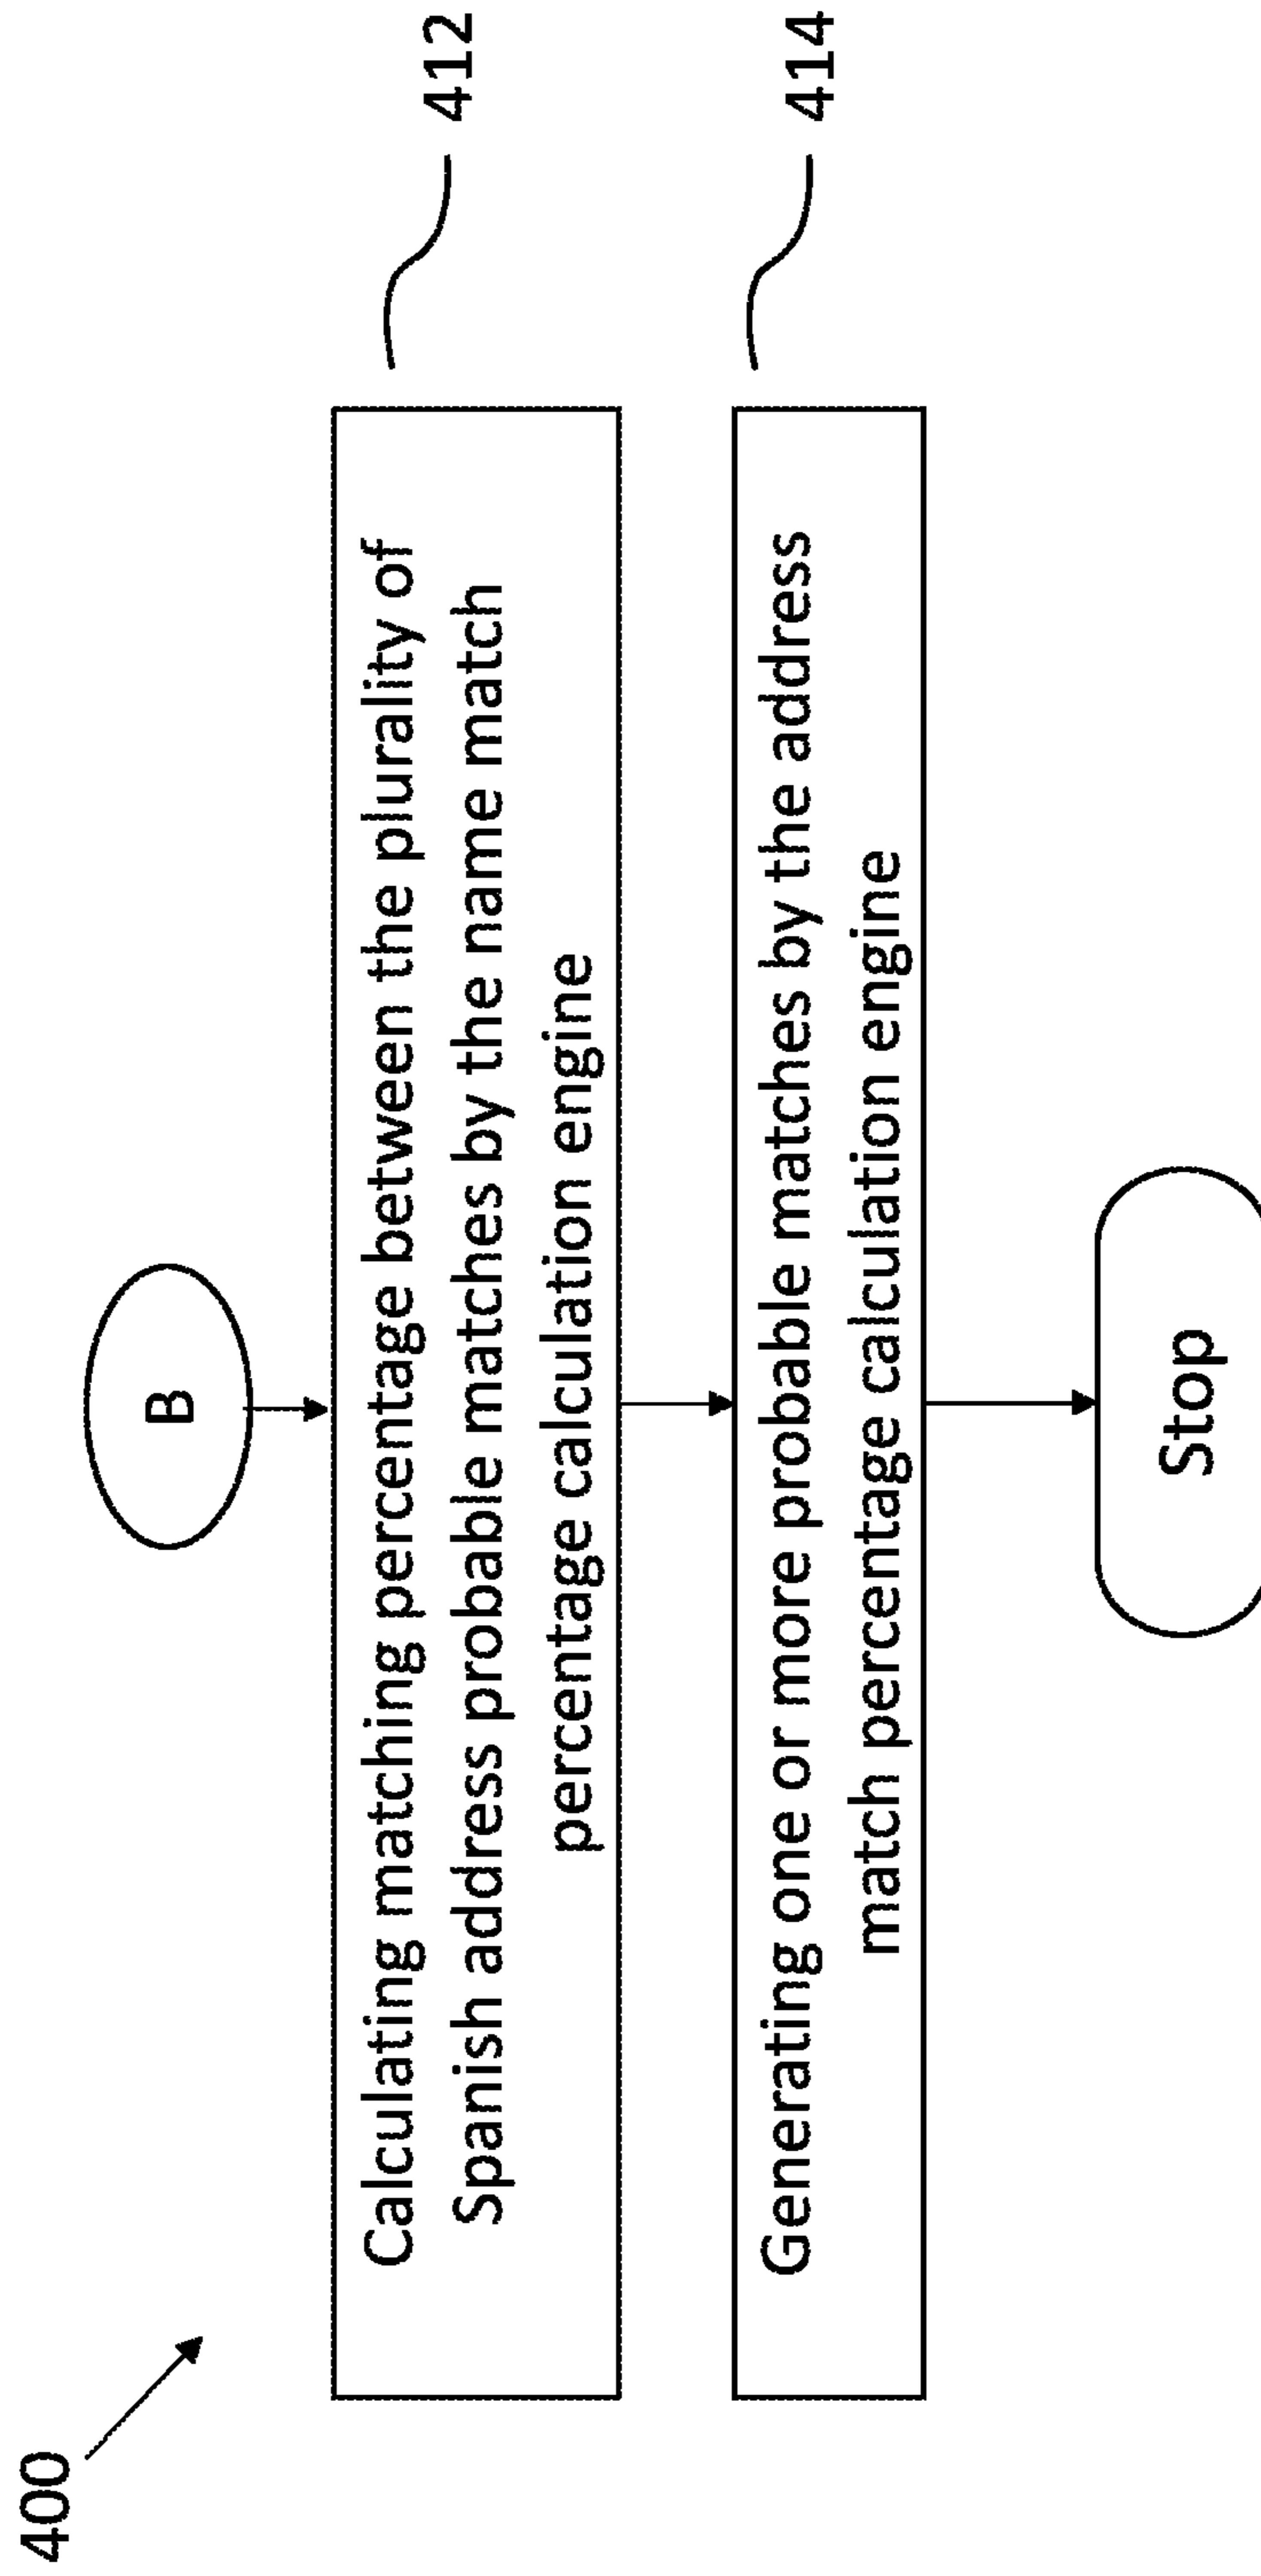 400
B
Calculating matching percentage between the plurality of
Spanish address probable matches by the name match
percentage calculation engine
412
Generating one or more probable matches by the address
match percentage calculation engine
414
Stop